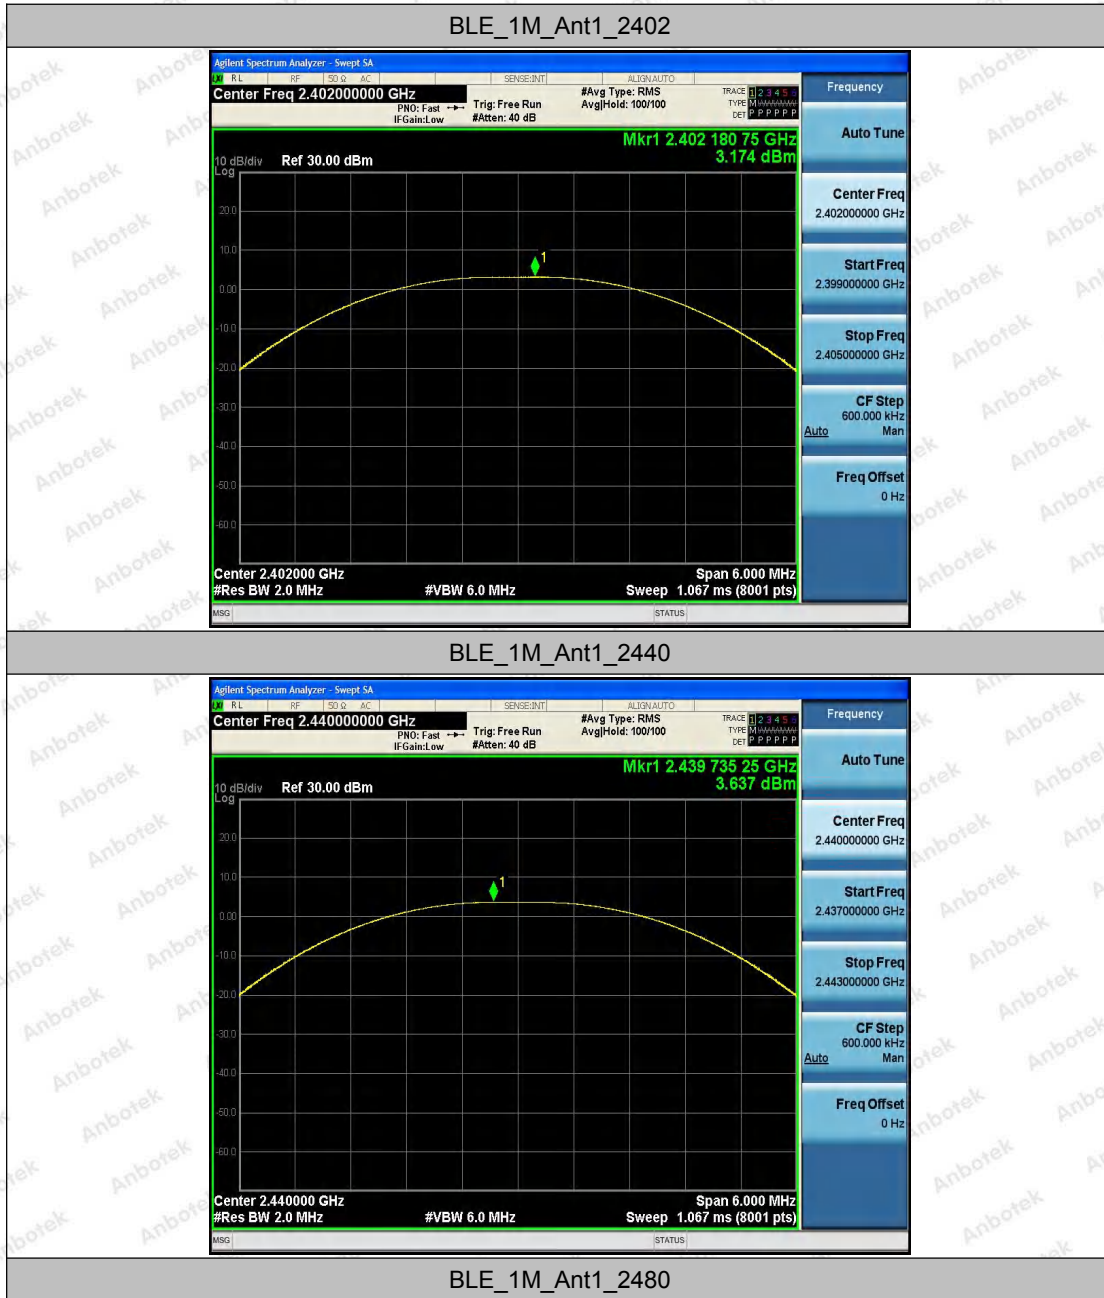 BLE_1M_Ant1_2402
Agilent Spectrum Analyzer - Swept SA
RL RF 50 Ω AC SENSE:INT ALIGNAUTO
Center Freq 2.402000000 GHz #Avg Type: RMS TRACE 1 2 3 4 5 6
PNO: Fast Trig: Free Run Avg|Hold: 100/100 TYPE M
IFGain:Low #Atten: 40 dB DET P P P P P P
Mkr1 2.402 180 75 GHz
3.174 dBm
10 dB/div Ref 30.00 dBm
Log
20.0
10.0
1
0.00
-10.0
-20.0
-30.0
-40.0
-50.0
-60.0
Center 2.402000 GHz Span 6.000 MHz
#Res BW 2.0 MHz #VBW 6.0 MHz Sweep 1.067 ms (8001 pts)
MSG STATUS
Frequency
Auto Tune
Center Freq
2.402000000 GHz
Start Freq
2.399000000 GHz
Stop Freq
2.405000000 GHz
CF Step
600.000 kHz
Auto Man
Freq Offset
0 Hz
BLE_1M_Ant1_2440
Agilent Spectrum Analyzer - Swept SA
RL RF 50 Ω AC SENSE:INT ALIGNAUTO
Center Freq 2.440000000 GHz #Avg Type: RMS TRACE 1 2 3 4 5 6
PNO: Fast Trig: Free Run Avg|Hold: 100/100 TYPE M
IFGain:Low #Atten: 40 dB DET P P P P P P
Mkr1 2.439 735 25 GHz
3.637 dBm
10 dB/div Ref 30.00 dBm
Log
20.0
10.0
1
0.00
-10.0
-20.0
-30.0
-40.0
-50.0
-60.0
Center 2.440000 GHz Span 6.000 MHz
#Res BW 2.0 MHz #VBW 6.0 MHz Sweep 1.067 ms (8001 pts)
MSG STATUS
Frequency
Auto Tune
Center Freq
2.440000000 GHz
Start Freq
2.437000000 GHz
Stop Freq
2.443000000 GHz
CF Step
600.000 kHz
Auto Man
Freq Offset
0 Hz
BLE_1M_Ant1_2480
Anbotek